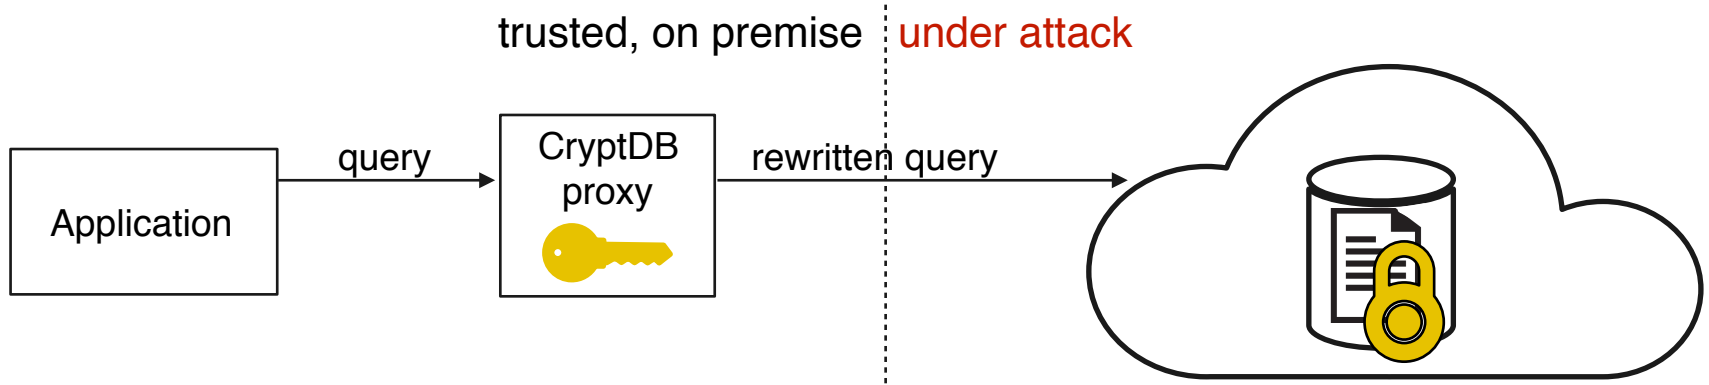 trusted, on premise
under attack
Application
query
CryptDB
proxy
rewritten query